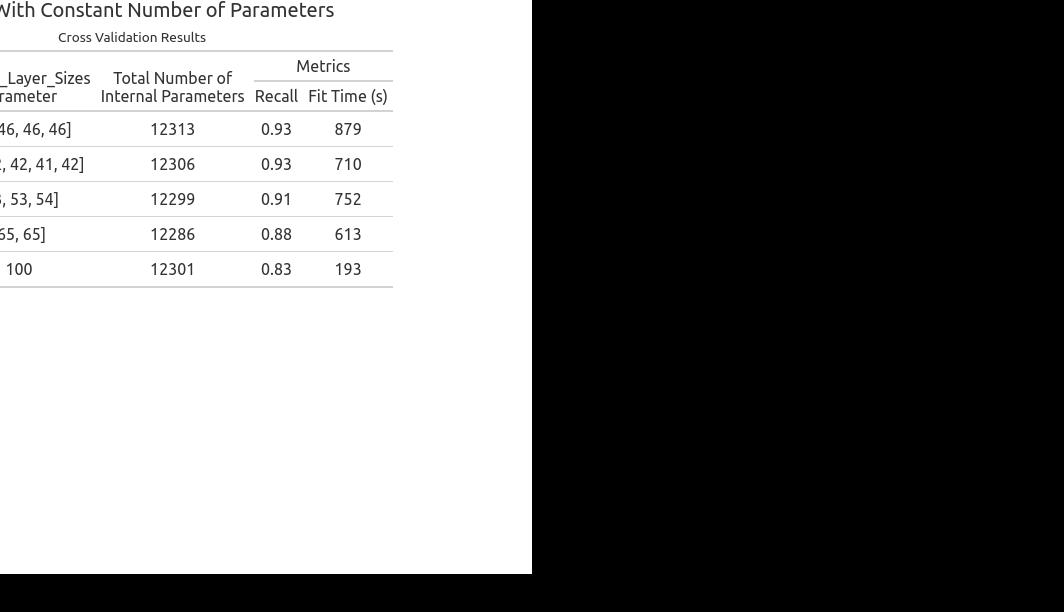 With Constant Number of Parameters
Cross Validation Results
_Layer_Sizes Total Number of Metrics
rameter Internal Parameters Recall Fit Time (s)
46, 46, 46] 12313 0.93 879
, 42, 41, 42] 12306 0.93 710
, 53, 54] 12299 0.91 752
65, 65] 12286 0.88 613
100 12301 0.83 193